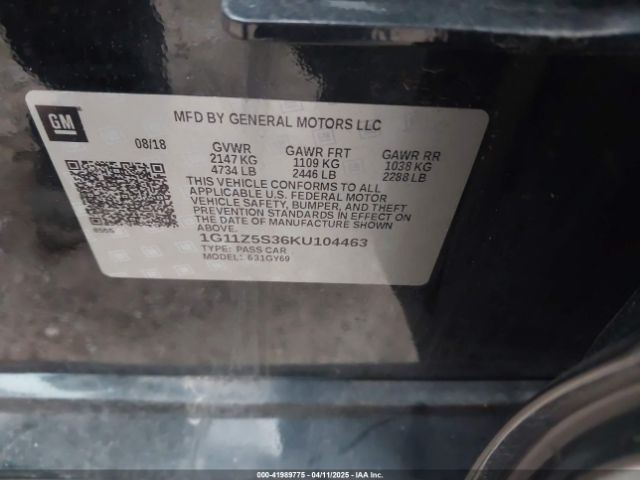 GM
MFD BY GENERAL MOTORS LLC
08/18
GVWR GAWR FRT GAWR RR
2147 KG 1109 KG 1038 KG
4734 LB 2446 LB 2288 LB
THIS VEHICLE CONFORMS TO ALL
APPLICABLE U.S. FEDERAL MOTOR
VEHICLE SAFETY, BUMPER, AND THEFT
PREVENTION STANDARDS IN EFFECT ON
THE DATE OF MANUFACTURE SHOWN
ABOVE.
1G11Z5S36KU104463
TYPE: PASS CAR
MODEL: 631GY69
000-41989775 - 04/11/2025 - IAA Inc.